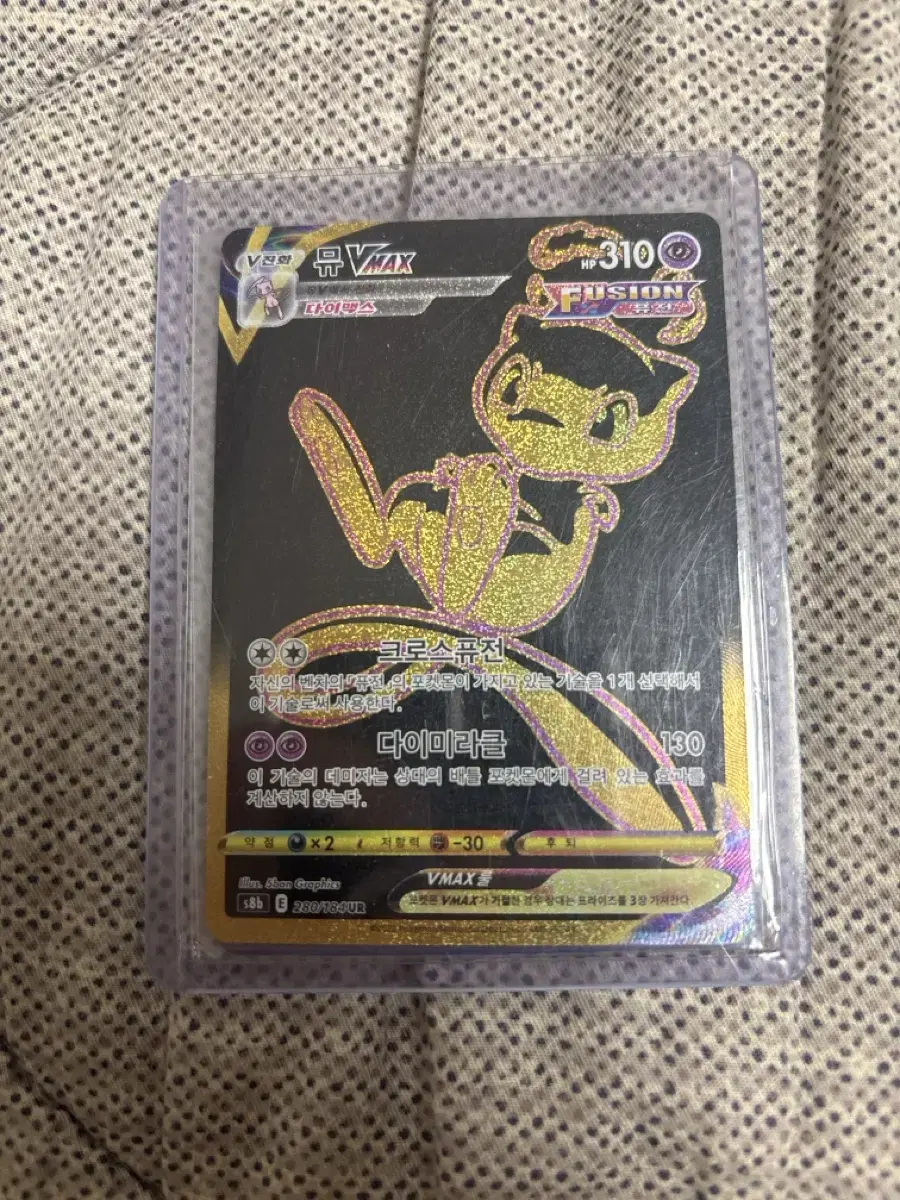 V진화 뮤 VMAX HP 310
다이맥스
FUSION
퓨전
크로스퓨전
자신의 벤치의 「퓨전」의 포켓몬이 가지고 있는 기술을 1개 선택해서
이 기술로써 사용한다.
다이미라클 130
이 기술의 데미지는 상대의 배틀 포켓몬에게 걸려 있는 효과를
계산하지 않는다.
약점 ×2 저항력 -30 후퇴
Illus. 5ban Graphics
VMAX 룰
s8b E 280/184 UR
포켓몬 VMAX가 기절한 경우 상대는 프라이즈를 3장 가져간다